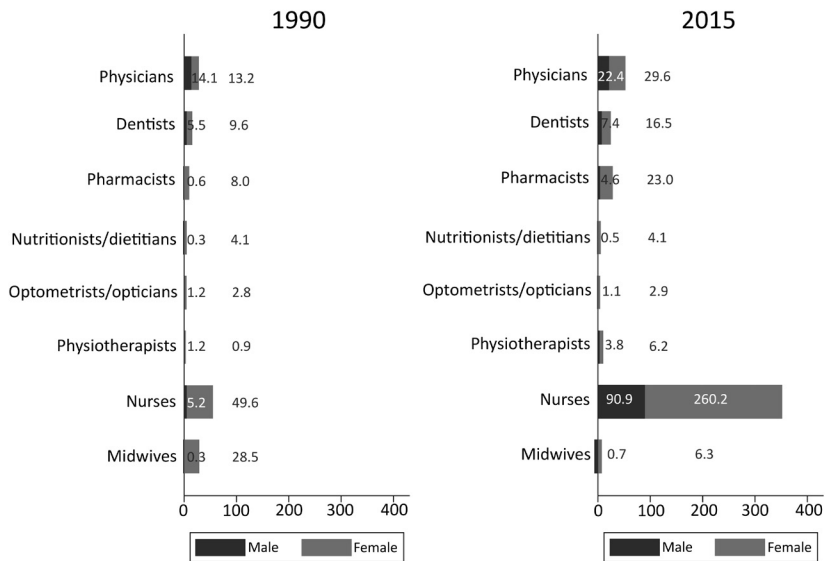 1990
Physicians 14.1 13.2
Dentists 5.5 9.6
Pharmacists 0.6 8.0
Nutritionists/dietitians 0.3 4.1
Optometrists/opticians 1.2 2.8
Physiotherapists 1.2 0.9
Nurses 5.2 49.6
Midwives 0.3 28.5
0 100 200 300 400
Male Female
2015
Physicians 22.4 29.6
Dentists 7.4 16.5
Pharmacists 4.6 23.0
Nutritionists/dietitians 0.5 4.1
Optometrists/opticians 1.1 2.9
Physiotherapists 3.8 6.2
Nurses 90.9 260.2
Midwives 0.7 6.3
0 100 200 300 400
Male Female